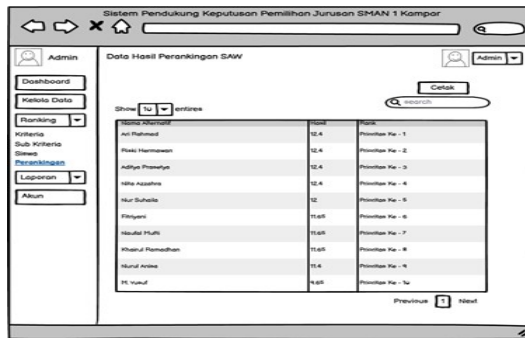 Sistem Pendukung Keputusan Pemilihan Jurusan SMAN 1 Kampar
Admin
Data Hasil Perankingan SAW
Admin
Dashboard
Kelola Data
Ranking
Kriteria
Sub Kriteria
Siswa
Perankingan
Laporan
Akun
Cetak
search
Show 10 entires
Nama Alternatif Hasil Rank
Ari Rahmad 12,4 Prioritas Ke - 1
Rizki Hermawan 12,4 Prioritas Ke - 2
Aditya Prasetya 12,4 Prioritas Ke - 3
Nita Azzahra 12,4 Prioritas Ke - 4
Nur Suhaila 12 Prioritas Ke - 5
Fitriyani 11,65 Prioritas Ke - 6
Naufal Mufti 11,65 Prioritas Ke - 7
Khairul Ramadhan 11,65 Prioritas Ke - 8
Nurul Anisa 11,4 Prioritas Ke - 9
M. Yusuf 9,65 Prioritas Ke - 10
Previous 1 Next